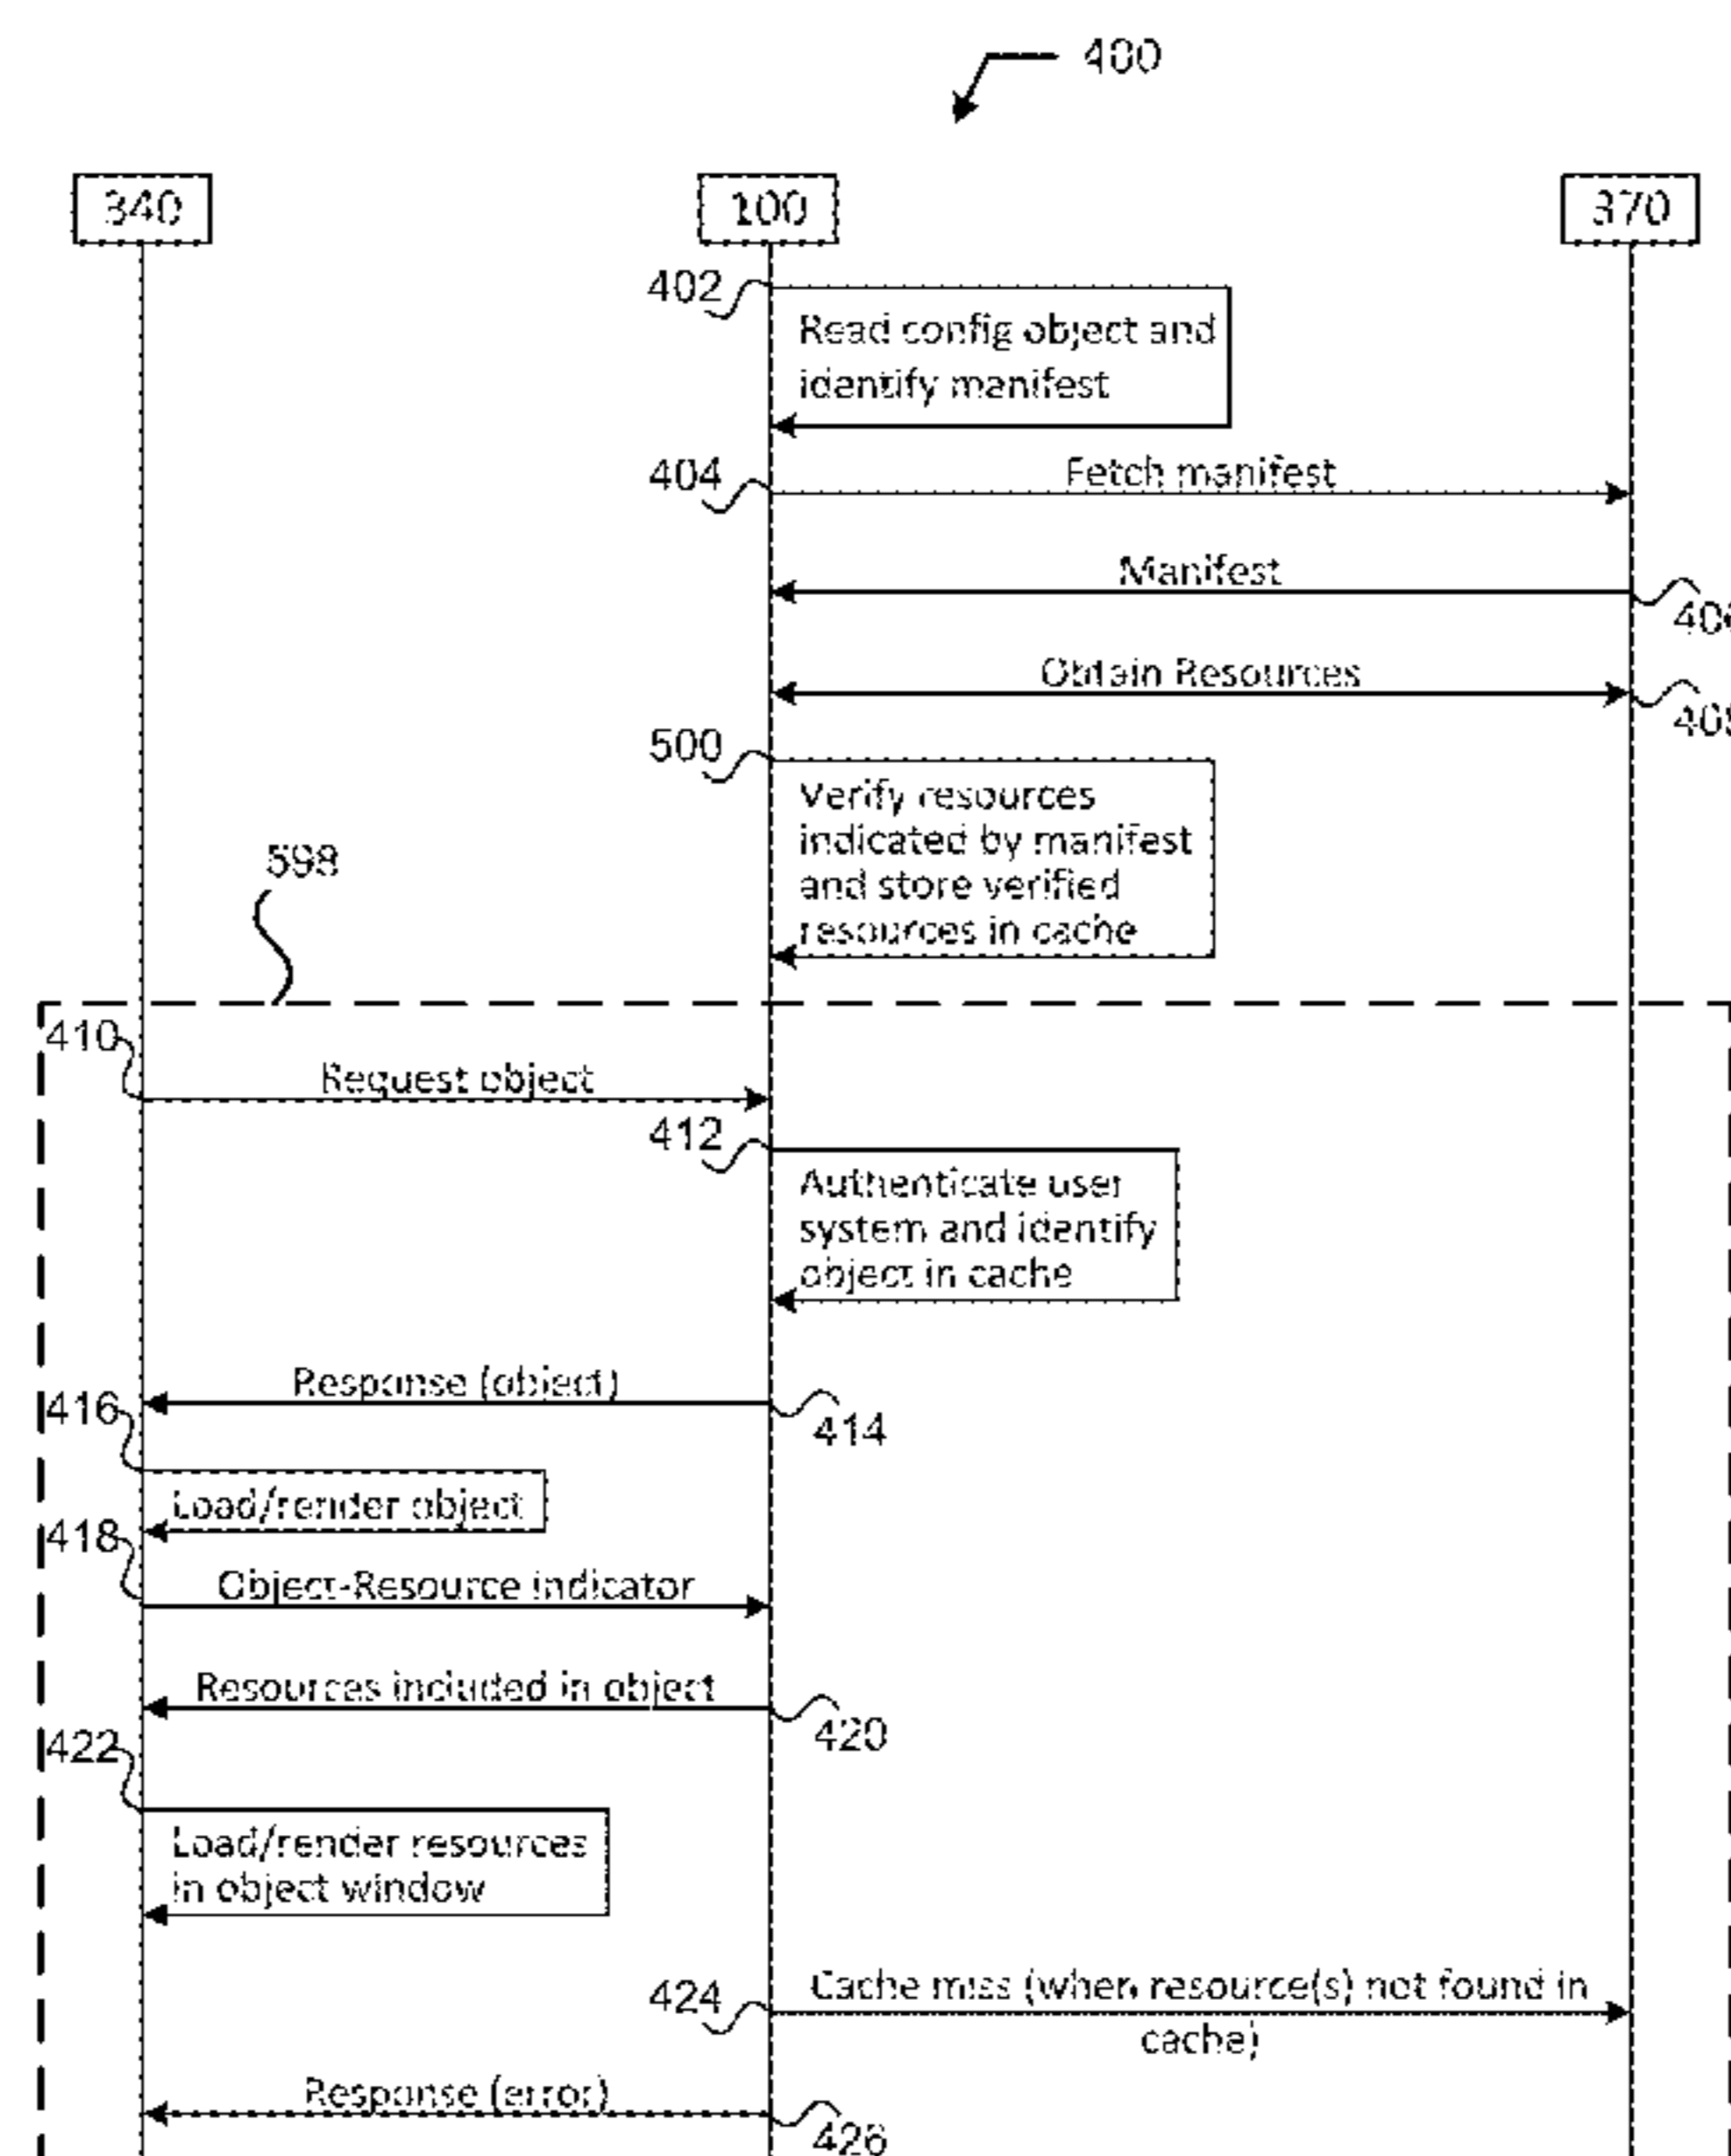 400
340
100
370
402
Read config object and
identify manifest
404
Fetch manifest
Manifest
Obtain Resources
500
Verify resources
indicated by manifest
and store verified
resources in cache
598
410
Request object
412
Authenticate user
system and identify
object in cache
Response (object)
416
414
Load/render object
418
Object-Resource indicator
Resources included in object
420
422
Load/render resources
in object window
424
Cache miss (when resource(s) not found in
cache)
Response (error)
426